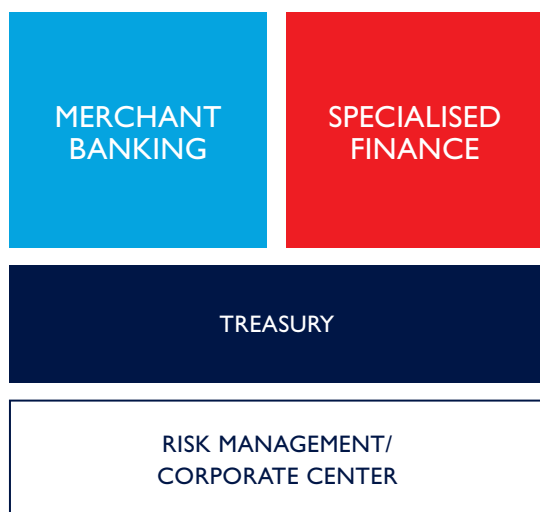 MERCHANT
BANKING
SPECIALISED
FINANCE
TREASURY
RISK MANAGEMENT/
CORPORATE CENTER